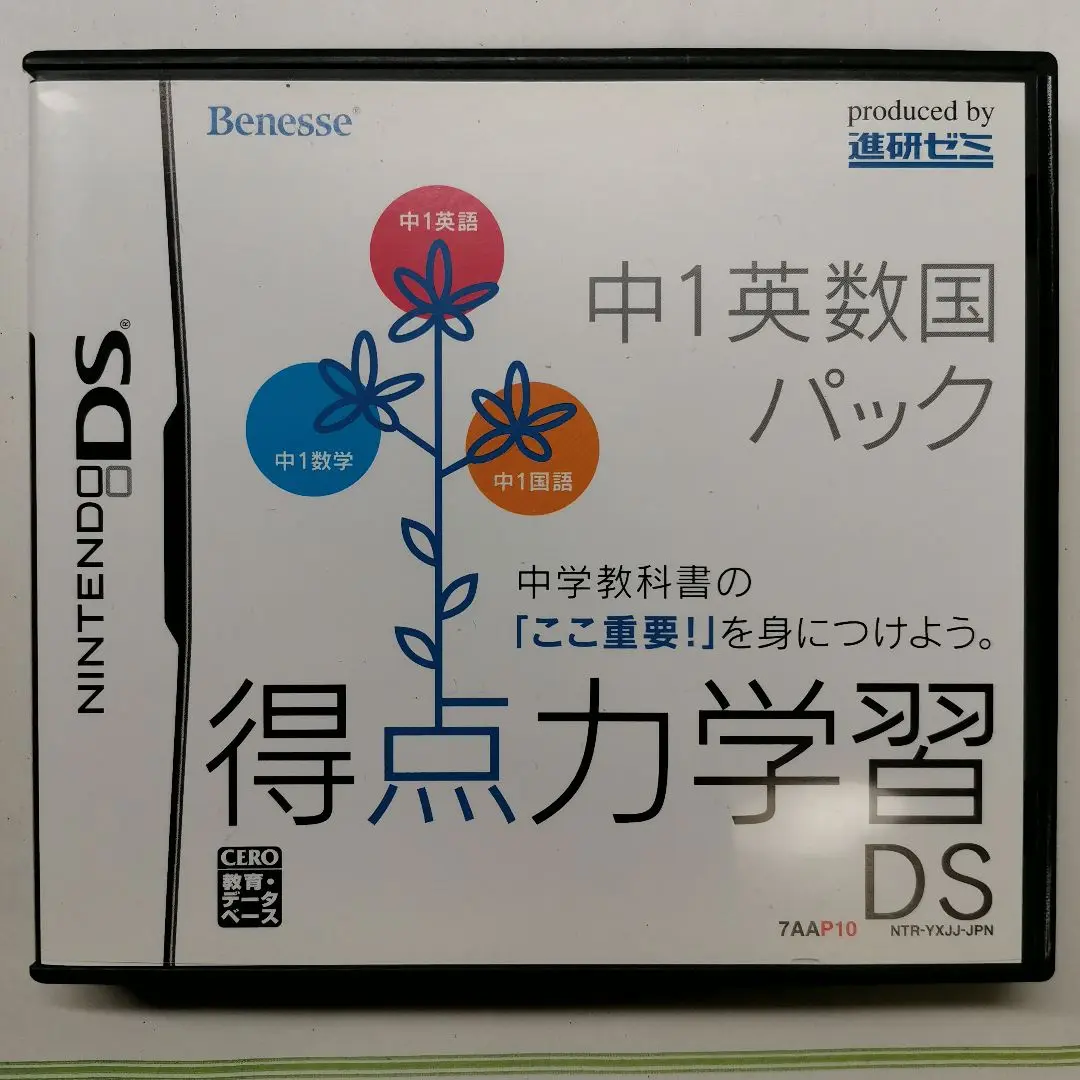 NINTENDO DS®
Benesse®
produced by
進研ゼミ
中1英語
中1数学
中1国語
中1英数国
パック
中学教科書の
「ここ重要!」を身につけよう。
得点力学習
DS
CERO
教育・
データ
ベース
7AAP10
NTR-YXJJ-JPN